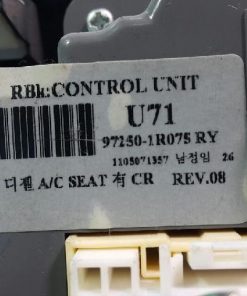 RBk:CONTROL UNIT
U71
97250-1R075 RY
1105071357 남정임 26
디젤 A/C SEAT 有 CR REV.08